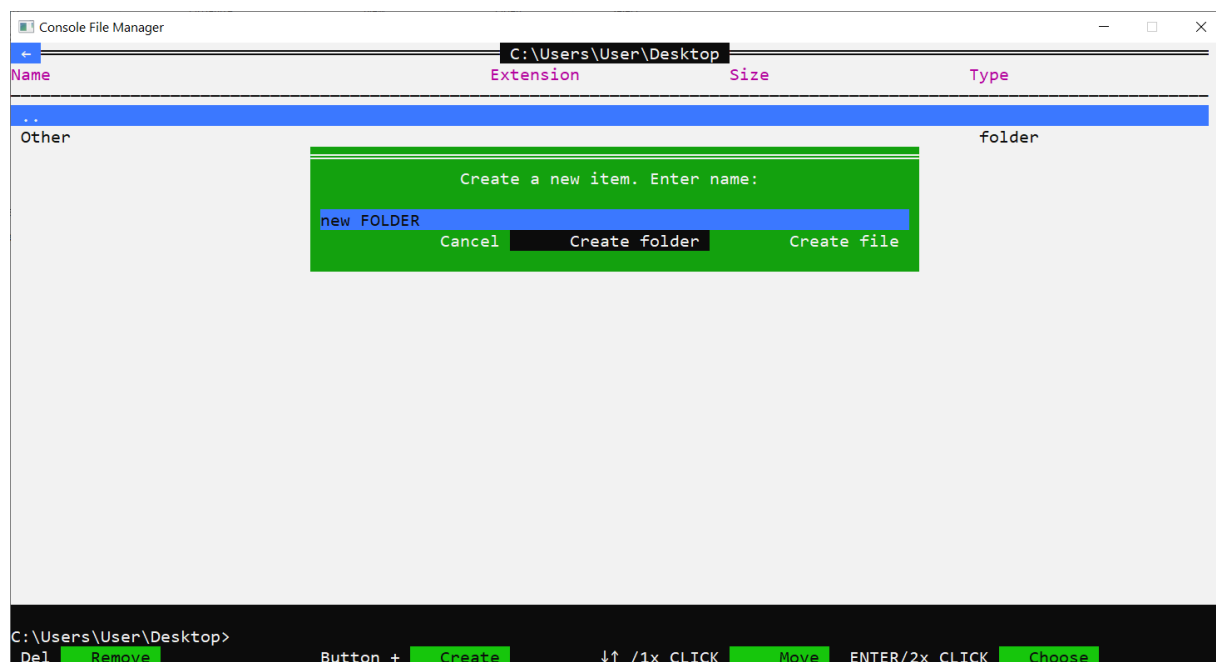 Console File Manager
← C:\Users\User\Desktop
Name Extension Size Type
..
Other folder
Create a new item. Enter name:
new FOLDER
Cancel Create folder Create file
C:\Users\User\Desktop>
Del Remove Button + Create ↓↑ /1x CLICK Move ENTER/2x CLICK Choose